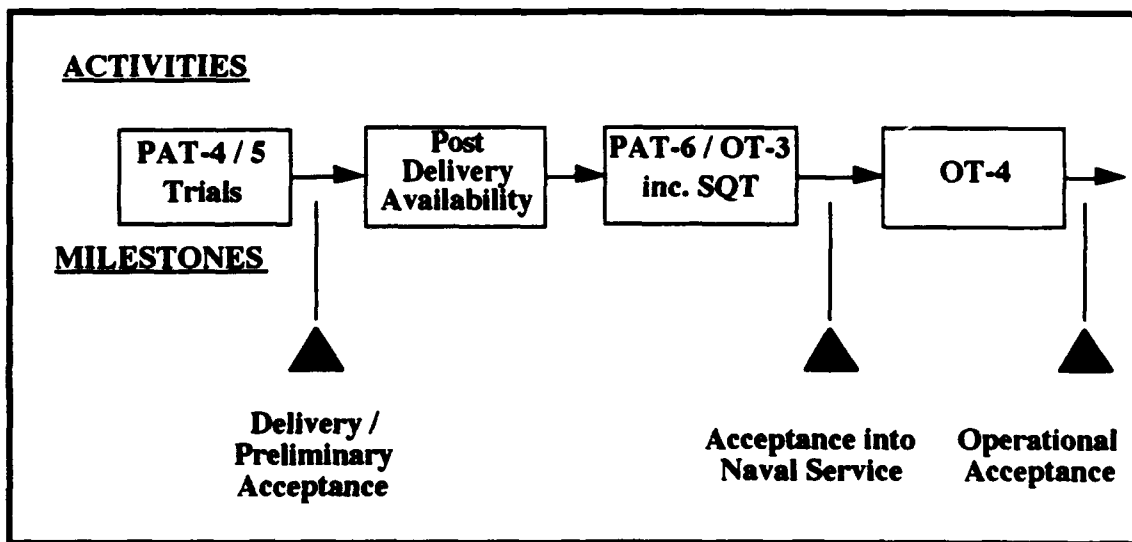 ACTIVITIES
PAT-4 / 5
Trials
Post
Delivery
Availability
PAT-6 / OT-3
inc. SQT
OT-4
MILESTONES
Delivery /
Preliminary
Acceptance
Acceptance into
Naval Service
Operational
Acceptance